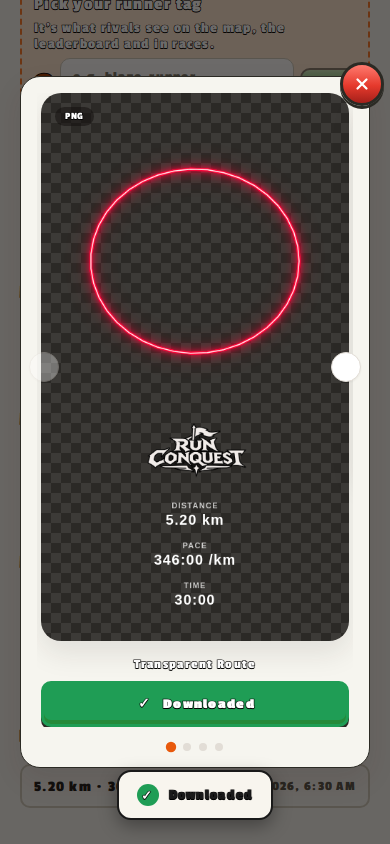 Pick your runner tag
It's what rivals see on the map, the
leaderboard and in races.
PNG
RUN
CONQUEST
DISTANCE
5.20 km
PACE
346:00 /km
TIME
30:00
Transparent Route
✓ Downloaded
5.20 km · 3
026, 6:30 AM
✓ Downloaded